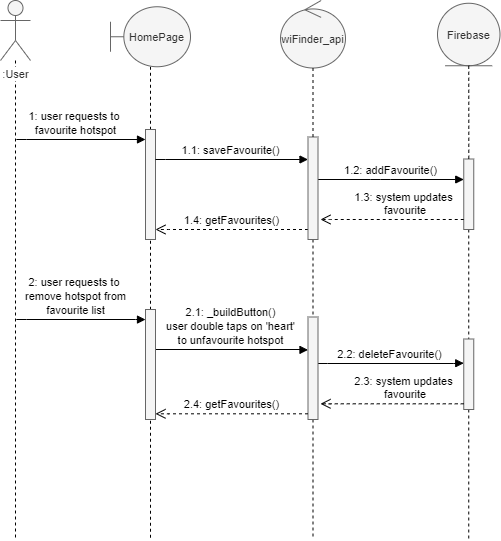 HomePage
wiFinder_api
Firebase
:User
1: user requests to
favourite hotspot
1.1: saveFavourite()
1.2: addFavourite()
1.3: system updates
favourite
1.4: getFavourites()
2: user requests to
remove hotspot from
favourite list
2.1: _buildButton()
user double taps on 'heart'
to unfavourite hotspot
2.2: deleteFavourite()
2.3: system updates
favourite
2.4: getFavourites()